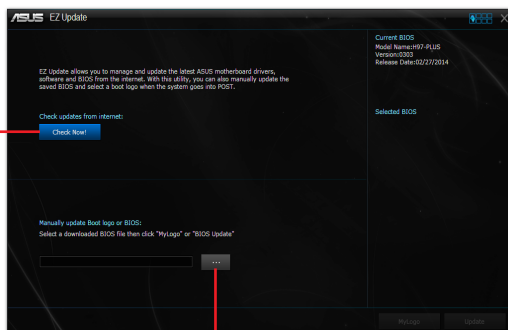 ASUS EZ Update
Current BIOS
Model Name:H97-PLUS
Version:0303
Release Date:02/27/2014
EZ Update allows you to manage and update the latest ASUS motherboard drivers,
software and BIOS from the internet. With this utility, you can also manually update the
saved BIOS and select a boot logo when the system goes into POST.
Selected BIOS
Check updates from internet:
Check Now!
Manually update Boot logo or BIOS:
Select a downloaded BIOS file then click "MyLogo" or "BIOS Update"
...
MyLogo Update